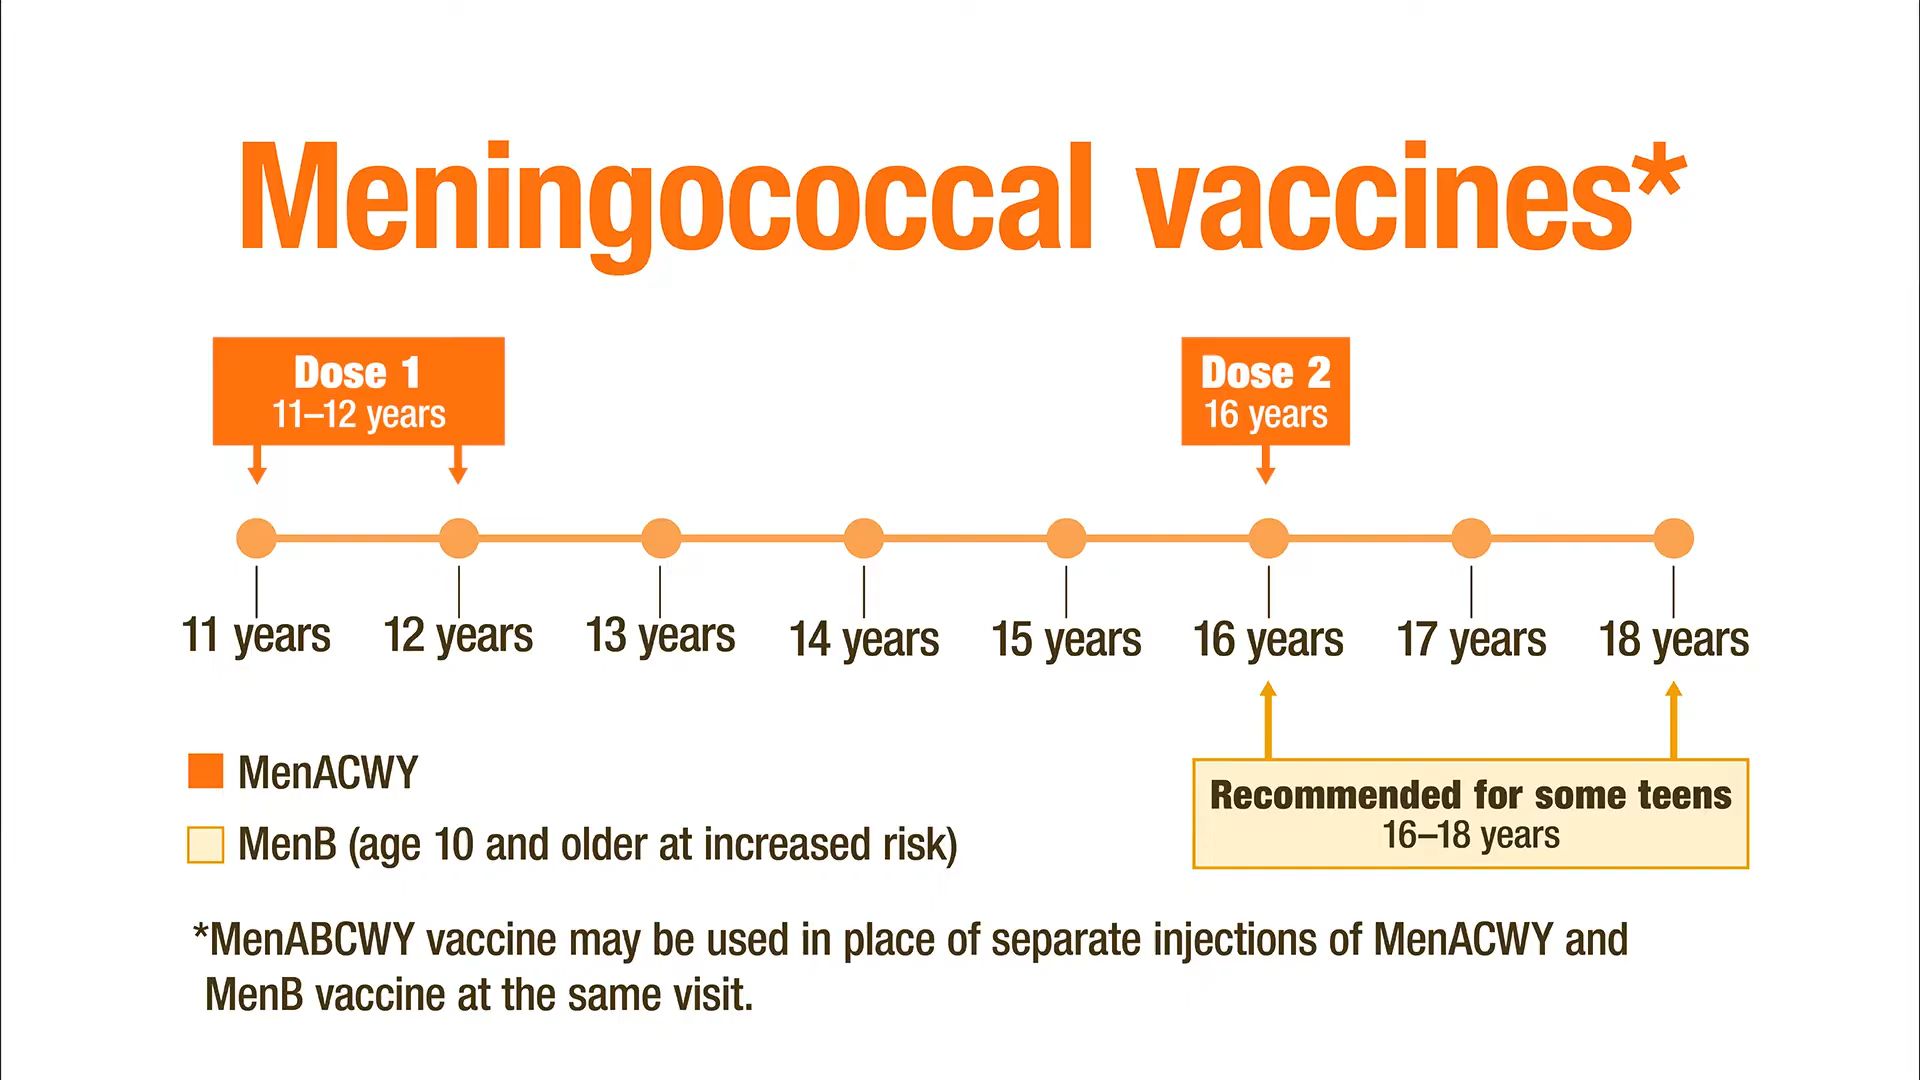 Meningococcal vaccines*
Dose 1
11–12 years
Dose 2
16 years
11 years
12 years
13 years
14 years
15 years
16 years
17 years
18 years
MenACWY
MenB (age 10 and older at increased risk)
Recommended for some teens
16–18 years
*MenABCWY vaccine may be used in place of separate injections of MenACWY and
MenB vaccine at the same visit.